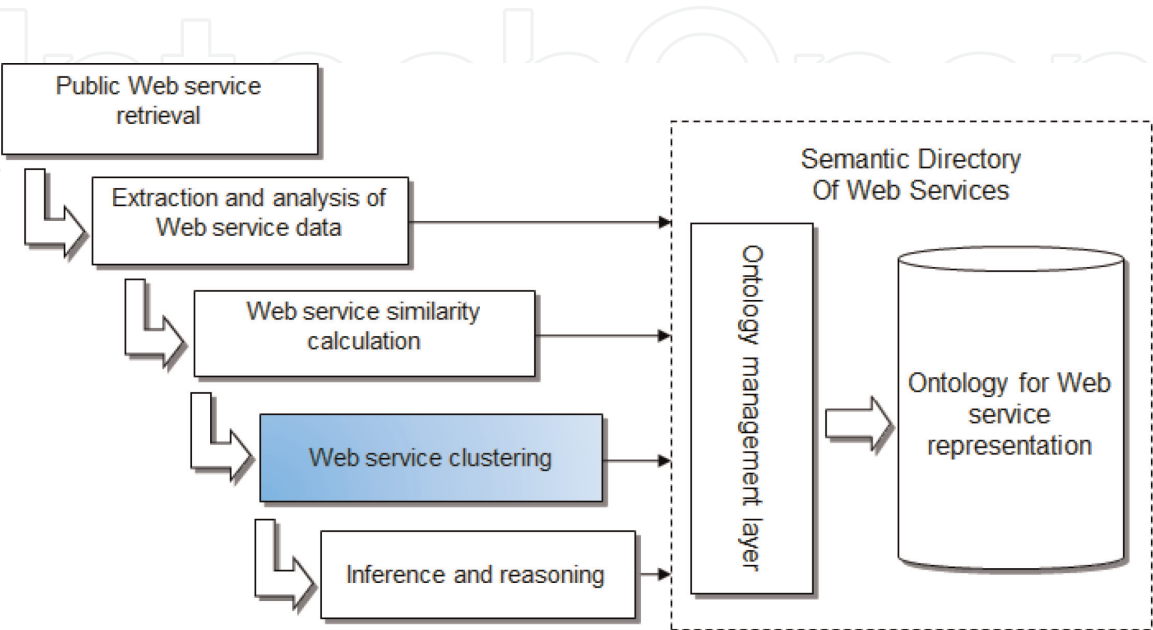 IntechOpen
Public Web service
retrieval
Extraction and analysis of
Web service data
Web service similarity
calculation
Web service clustering
Inference and reasoning
Semantic Directory
Of Web Services
Ontology management layer
Ontology for Web
service
representation